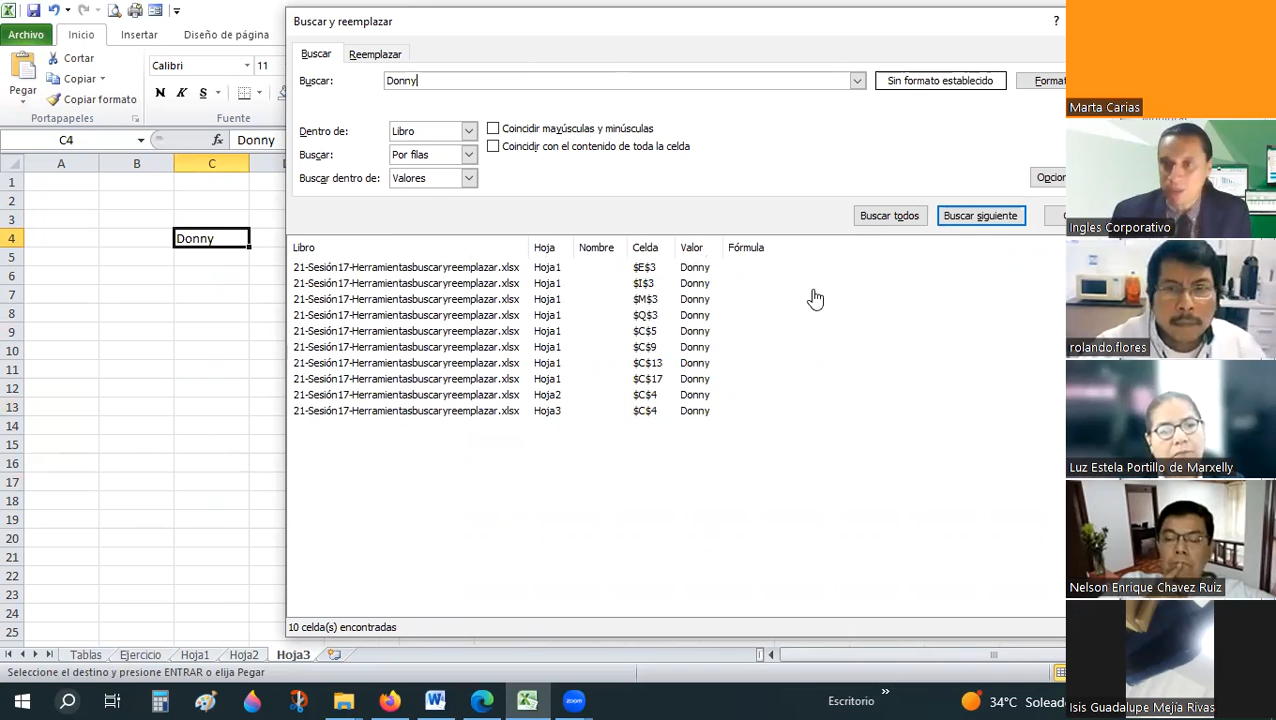 Buscar y reemplazar
?
Archivo
Inicio
Insertar
Diseño de página
Buscar
Reemplazar
Cortar
Copiar
Copiar formato
Pegar
Portapapeles
Calibri
11
N K S
Fuente
Buscar:
Donny
Sin formato establecido
Format
Dentro de:
Libro
Coincidir mayúsculas y minúsculas
Buscar:
Por filas
Coincidir con el contenido de toda la celda
Buscar dentro de:
Valores
Opcion
Buscar todos
Buscar siguiente
C4
fx
Donny
A
B
C
1
2
3
4
Donny
5
6
7
8
9
10
11
12
13
14
15
16
17
18
19
20
21
22
23
24
25
Libro Hoja Nombre Celda Valor Fórmula
21-Sesión17-Herramientasbuscaryreemplazar.xlsx Hoja1 $E$3 Donny
21-Sesión17-Herramientasbuscaryreemplazar.xlsx Hoja1 $I$3 Donny
21-Sesión17-Herramientasbuscaryreemplazar.xlsx Hoja1 $M$3 Donny
21-Sesión17-Herramientasbuscaryreemplazar.xlsx Hoja1 $Q$3 Donny
21-Sesión17-Herramientasbuscaryreemplazar.xlsx Hoja1 $C$5 Donny
21-Sesión17-Herramientasbuscaryreemplazar.xlsx Hoja1 $C$9 Donny
21-Sesión17-Herramientasbuscaryreemplazar.xlsx Hoja1 $C$13 Donny
21-Sesión17-Herramientasbuscaryreemplazar.xlsx Hoja1 $C$17 Donny
21-Sesión17-Herramientasbuscaryreemplazar.xlsx Hoja2 $C$4 Donny
21-Sesión17-Herramientasbuscaryreemplazar.xlsx Hoja3 $C$4 Donny
10 celda(s) encontradas
Tablas Ejercicio Hoja1 Hoja2 Hoja3
Seleccione el destino y presione ENTRAR o elija Pegar
Escritorio
34°C Soleado
zoom
Marta Carias
Ingles Corporativo
rolando.flores
Luz Estela Portillo de Marxelly
Nelson Enrique Chavez Ruiz
Isis Guadalupe Mejía Rivas